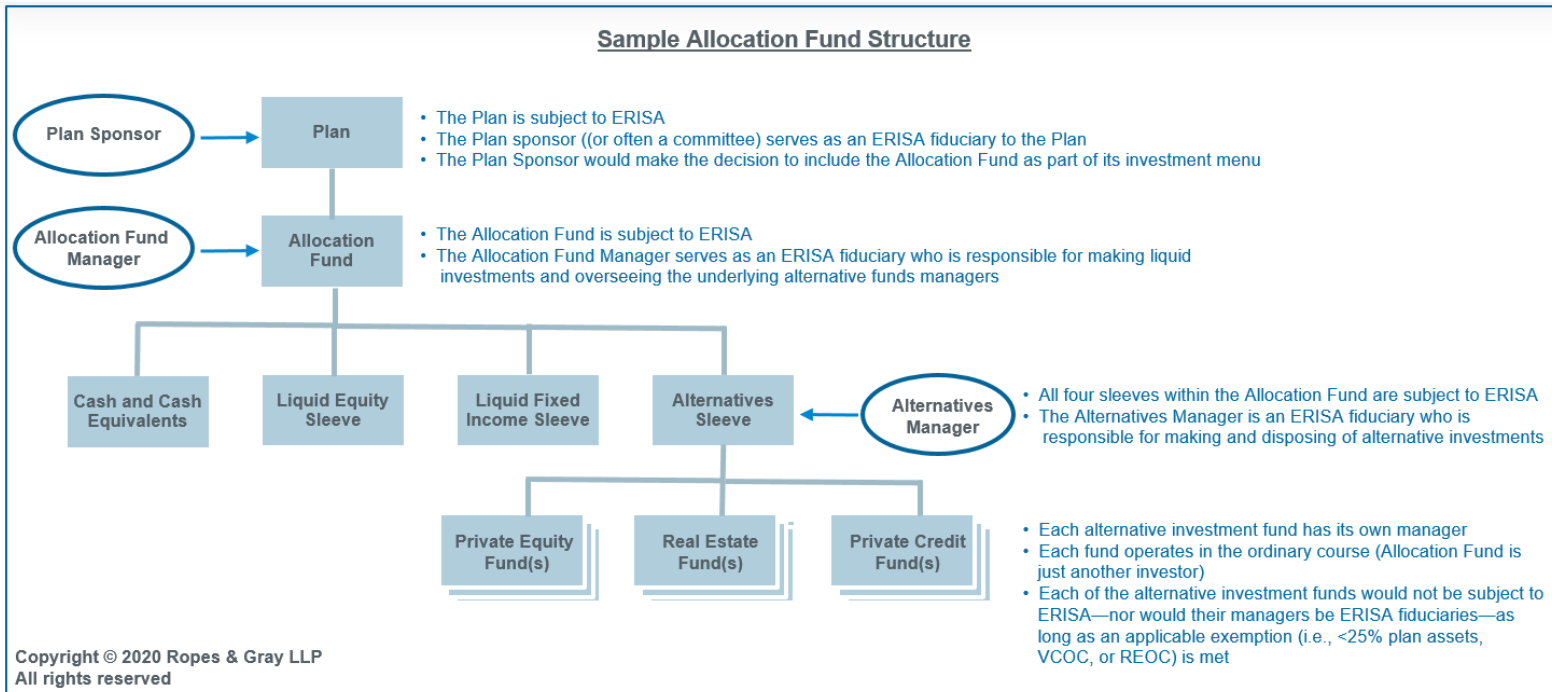 Sample Allocation Fund Structure
Plan Sponsor
Plan
• The Plan is subject to ERISA
• The Plan sponsor ((or often a committee) serves as an ERISA fiduciary to the Plan
• The Plan Sponsor would make the decision to include the Allocation Fund as part of its investment menu
Allocation Fund
Manager
Allocation
Fund
• The Allocation Fund is subject to ERISA
• The Allocation Fund Manager serves as an ERISA fiduciary who is responsible for making liquid
investments and overseeing the underlying alternative funds managers
Cash and Cash
Equivalents
Liquid Equity
Sleeve
Liquid Fixed
Income Sleeve
Alternatives
Sleeve
Alternatives
Manager
• All four sleeves within the Allocation Fund are subject to ERISA
• The Alternatives Manager is an ERISA fiduciary who is
responsible for making and disposing of alternative investments
Private Equity
Fund(s)
Real Estate
Fund(s)
Private Credit
Fund(s)
• Each alternative investment fund has its own manager
• Each fund operates in the ordinary course (Allocation Fund is
just another investor)
• Each of the alternative investment funds would not be subject to
ERISA—nor would their managers be ERISA fiduciaries—as
long as an applicable exemption (i.e., <25% plan assets,
VCOC, or REOC) is met
Copyright © 2020 Ropes & Gray LLP
All rights reserved